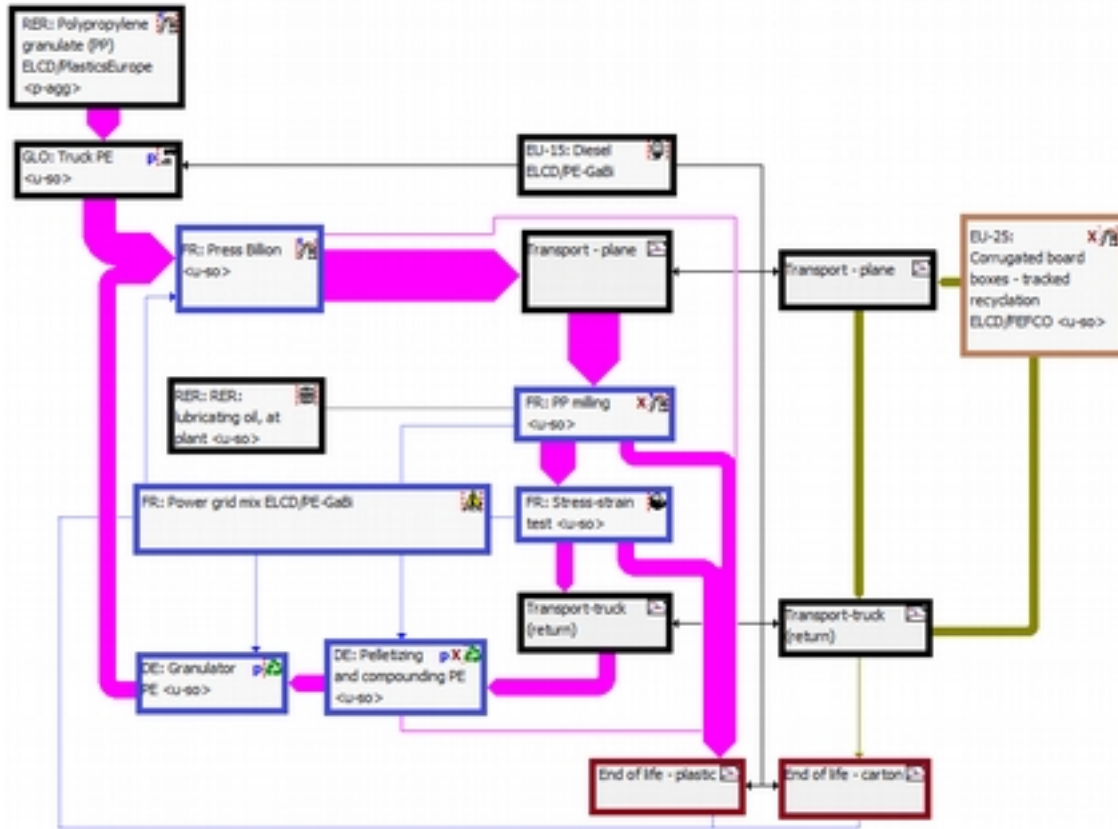 RER: Polypropylene
granulate (PP)
ELCD/PlasticsEurope
<p-agg>
GLO: Truck PE
<u-so>
EU-15: Diesel
ELCD/PE-GaBi
FR: Press Billion
<u-so>
Transport - plane
Transport - plane
EU-25:
Corrugated board
boxes - tracked
recyclation
ELCD/FEFCO <u-so>
RER: RER:
lubricating oil, at
plant <u-so>
FR: PP milling
<u-so>
FR: Power grid mix ELCD/PE-GaBi
FR: Stress-strain
test <u-so>
Transport-truck
(return)
Transport-truck
(return)
DE: Granulator
PE <u-so>
DE: Pelletizing
and compounding PE
<u-so>
End of life - plastic
End of life - carton